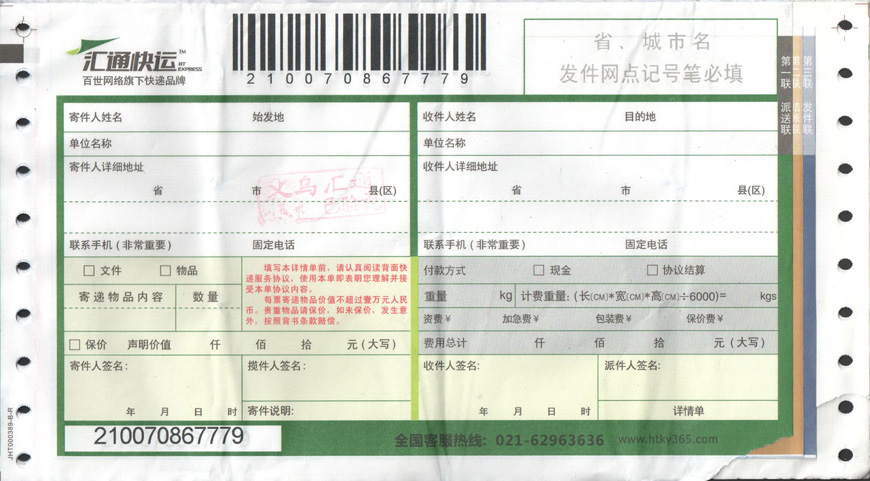 汇通快运™
HT EXPRESS
百世网络旗下快递品牌
210070867779
省、城市名
发件网点记号笔必填
第一联 派送联
第三联 发件联
寄件人姓名 始发地
单位名称
寄件人详细地址
省 市 县(区)
联系手机(非常重要) 固定电话
收件人姓名 目的地
单位名称
收件人详细地址
省 市 县(区)
联系手机(非常重要) 固定电话
义乌汇通
已验
□ 文件 □ 物品
寄递物品内容 数量
填写本详情单前，请认真阅读背面快
递服务协议，使用本单即表明您理解并接
受本单协议内容。
每票寄递物品价值不超过壹万元人民
币。贵重物品请保价，如未保价，发生意
外，按照背书条款赔偿。
□ 保价 声明价值 仟 佰 拾 元(大写)
付款方式 □ 现金 □ 协议结算
重量 kg 计费重量: (长(CM)*宽(CM)*高(CM)÷6000)= kgs
资费¥ 加急费¥ 包装费¥ 保价费¥
费用总计 仟 佰 拾 元(大写)
寄件人签名: 揽件人签名:
年 月 日 时 寄件说明:
收件人签名: 派件人签名:
年 月 日 时 详情单
210070867779
全国客服热线: 021-62963636 www.htky365.com
JHT000389-B-R